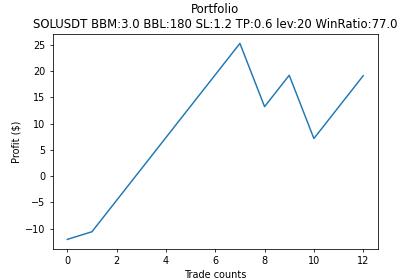 Portfolio
SOLUSDT BBM:3.0 BBL:180 SL:1.2 TP:0.6 lev:20 WinRatio:77.0
Profit ($)
25
20
15
10
5
0
−5
−10
0 2 4 6 8 10 12
Trade counts